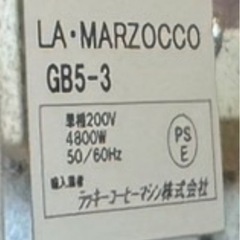 LA・MARZOCCO
GB5-3
単相200V
4800W
50/60Hz
PS
E
輸入業者
ラッキーコーヒーマシン株式会社